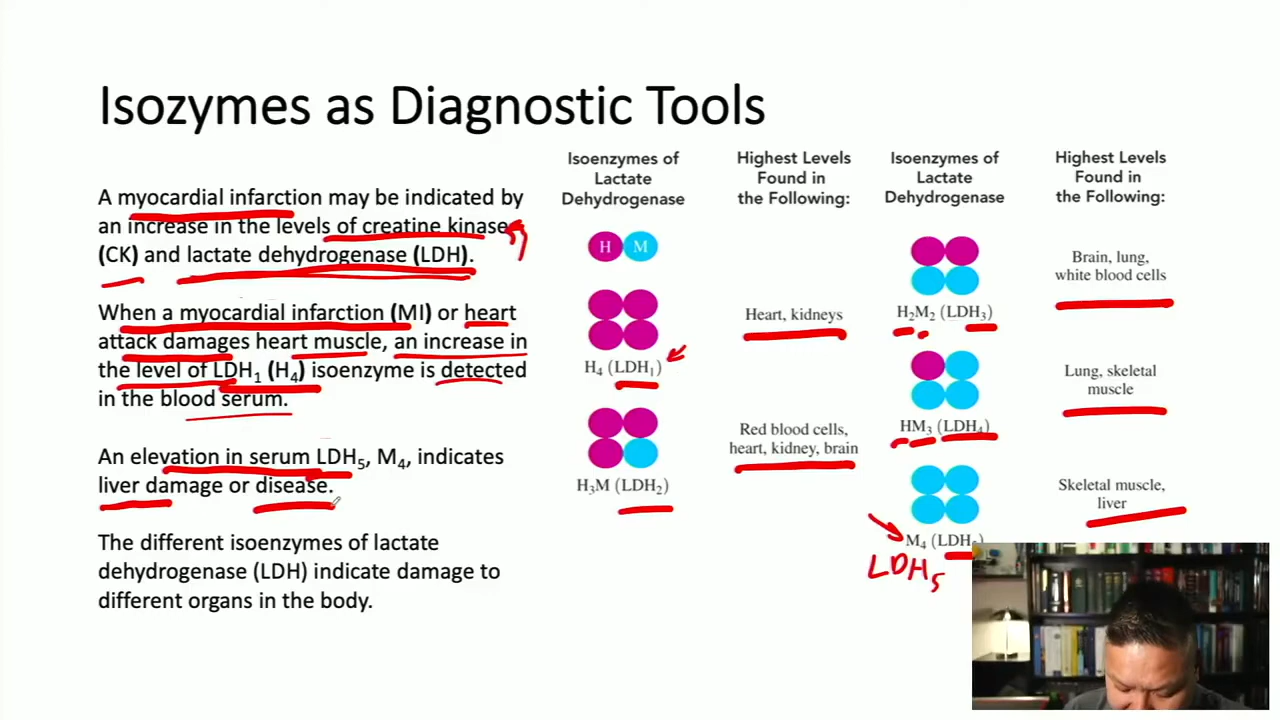 Isozymes as Diagnostic Tools
A myocardial infarction may be indicated by
an increase in the levels of creatine kinase
(CK) and lactate dehydrogenase (LDH).
When a myocardial infarction (MI) or heart
attack damages heart muscle, an increase in
the level of LDH₁ (H₄) isoenzyme is detected
in the blood serum.
An elevation in serum LDH₅, M₄, indicates
liver damage or disease.
The different isoenzymes of lactate
dehydrogenase (LDH) indicate damage to
different organs in the body.
Isoenzymes of
Lactate
Dehydrogenase
Highest Levels
Found in
the Following:
H M
H₄ (LDH₁)
Heart, kidneys
H₃M (LDH₂)
Red blood cells,
heart, kidney, brain
Isoenzymes of
Lactate
Dehydrogenase
Highest Levels
Found in
the Following:
H₂M₂ (LDH₃)
Brain, lung,
white blood cells
HM₃ (LDH₄)
Lung, skeletal
muscle
M₄ (LDH₅)
Skeletal muscle,
liver
LDH₅